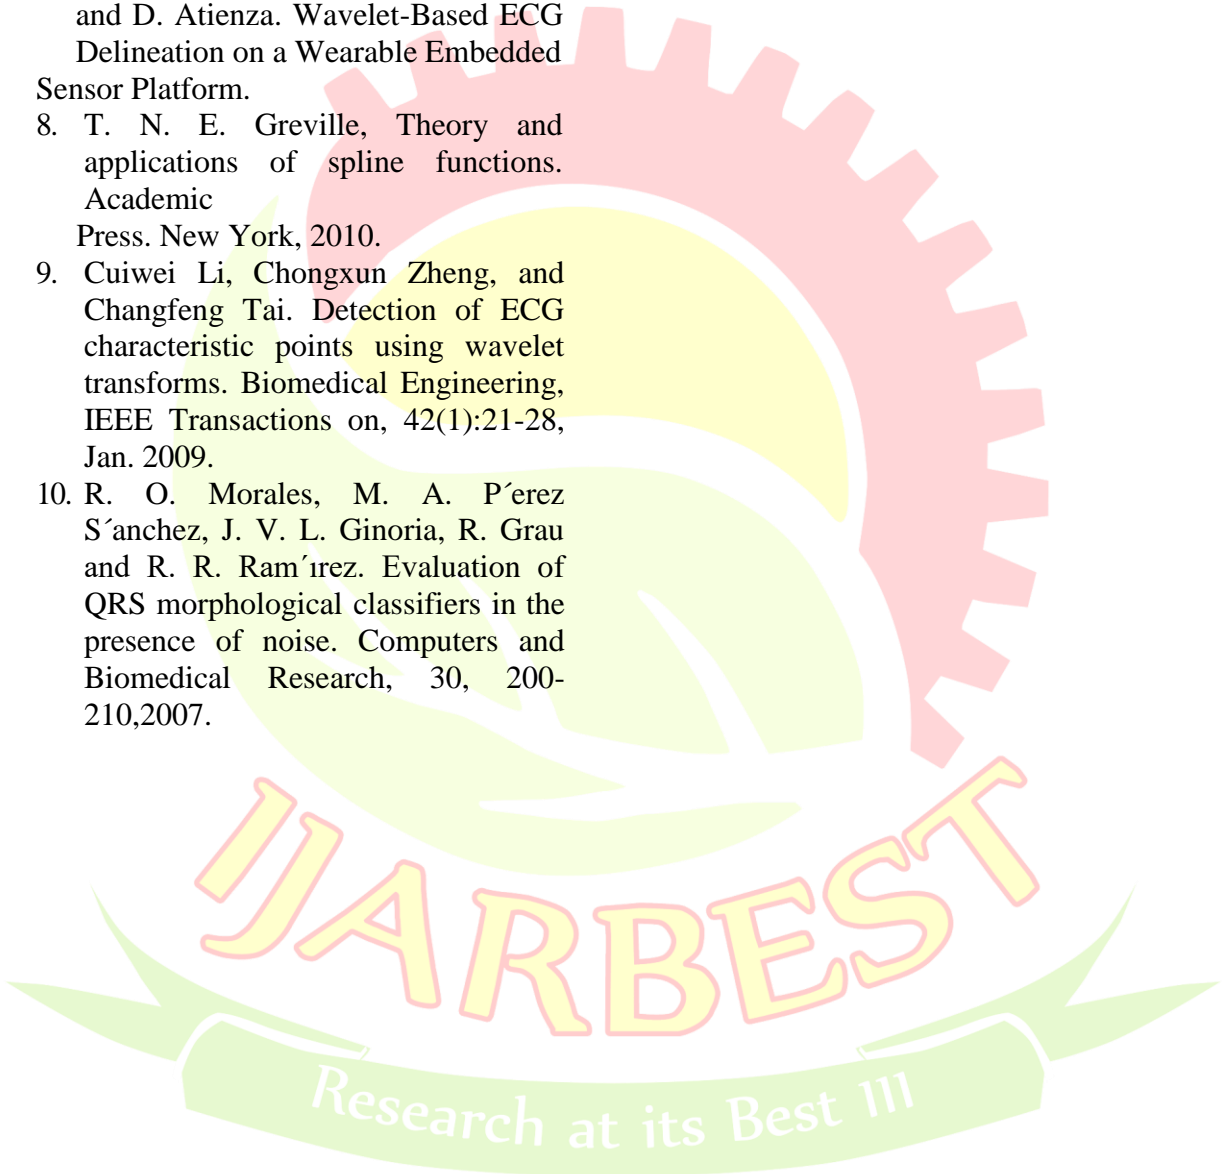 and D. Atienza. Wavelet-Based ECG
Delineation on a Wearable Embedded
Sensor Platform.
8. T. N. E. Greville, Theory and
applications of spline functions.
Academic
Press. New York, 2010.
9. Cuiwei Li, Chongxun Zheng, and
Changfeng Tai. Detection of ECG
characteristic points using wavelet
transforms. Biomedical Engineering,
IEEE Transactions on, 42(1):21-28,
Jan. 2009.
10. R. O. Morales, M. A. P´erez
S´anchez, J. V. L. Ginoria, R. Grau
and R. R. Ram´ırez. Evaluation of
QRS morphological classifiers in the
presence of noise. Computers and
Biomedical Research, 30, 200-
210,2007.
IJARBEST
Research at its Best !!!